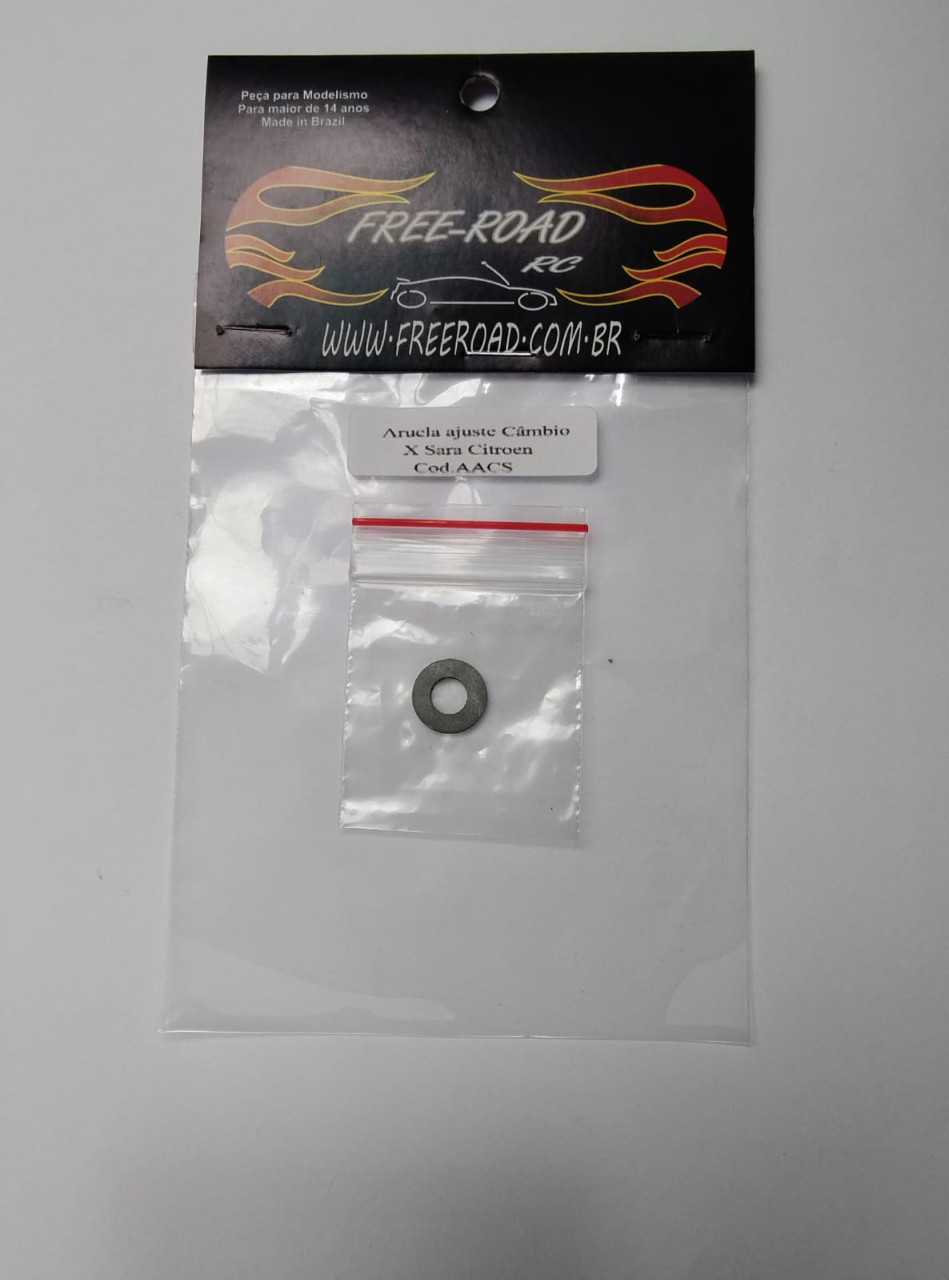 Peça para Modelismo
Para maior de 14 anos
Made in Brazil
FREE-ROAD
RC
WWW.FREEROAD.COM.BR
Aruela ajuste Câmbio
X Sara Citroen
Cod.AACS